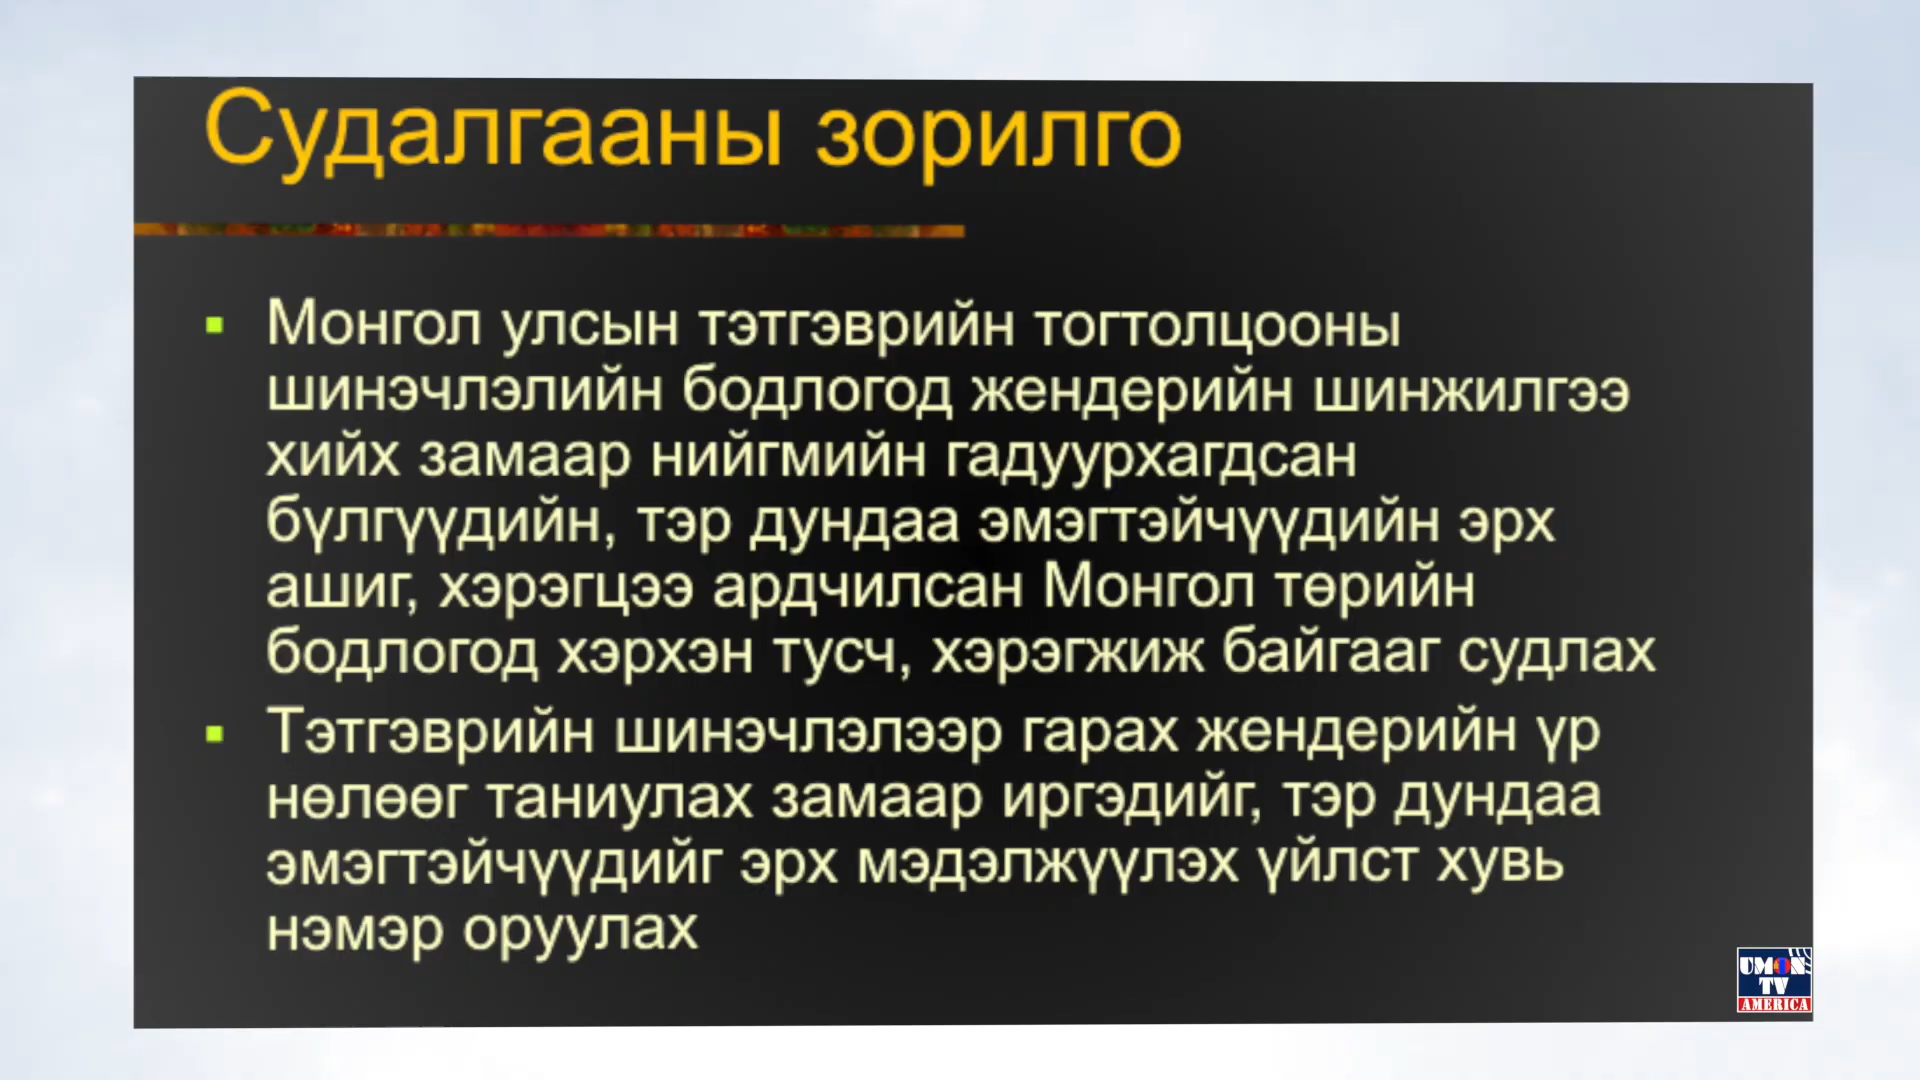 Судалгааны зорилго
Монгол улсын тэтгэврийн тогтолцооны
шинэчлэлийн бодлогод жендерийн шинжилгээ
хийх замаар нийгмийн гадуурхагдсан
бүлгүүдийн, тэр дундаа эмэгтэйчүүдийн эрх
ашиг, хэрэгцээ ардчилсан Монгол төрийн
бодлогод хэрхэн тусч, хэрэгжиж байгааг судлах
Тэтгэврийн шинэчлэлээр гарах жендерийн үр
нөлөөг таниулах замаар иргэдийг, тэр дундаа
эмэгтэйчүүдийг эрх мэдэлжүүлэх үйлст хувь
нэмэр оруулах
UMON
TV
AMERICA